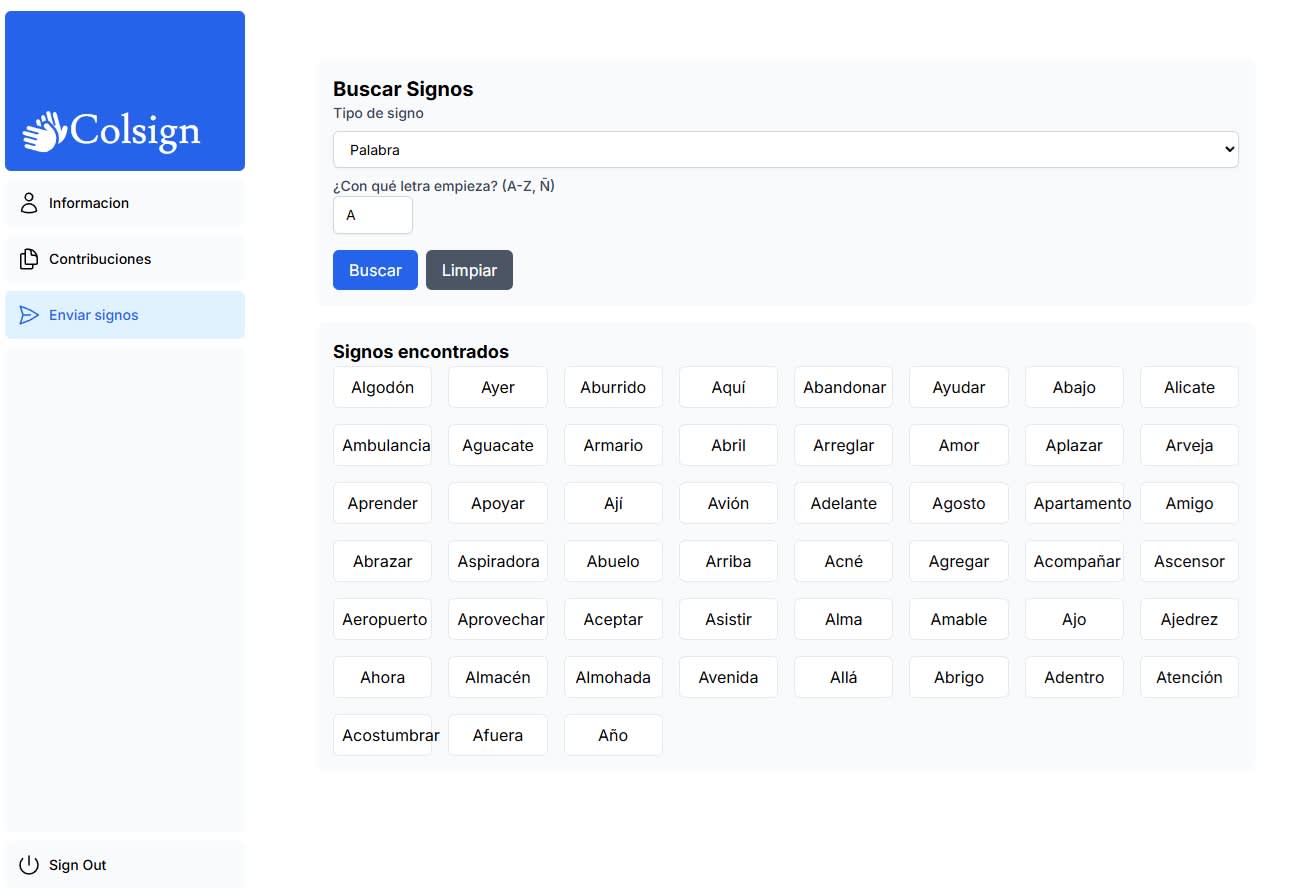 Colsign
Informacion
Contribuciones
Enviar signos
Sign Out
Buscar Signos
Tipo de signo
Palabra
¿Con qué letra empieza? (A-Z, Ñ)
A
Buscar Limpiar
Signos encontrados
Algodón Ayer Aburrido Aquí Abandonar Ayudar Abajo Alicate
Ambulancia Aguacate Armario Abril Arreglar Amor Aplazar Arveja
Aprender Apoyar Ají Avión Adelante Agosto Apartamento Amigo
Abrazar Aspiradora Abuelo Arriba Acné Agregar Acompañar Ascensor
Aeropuerto Aprovechar Aceptar Asistir Alma Amable Ajo Ajedrez
Ahora Almacén Almohada Avenida Allá Abrigo Adentro Atención
Acostumbrar Afuera Año